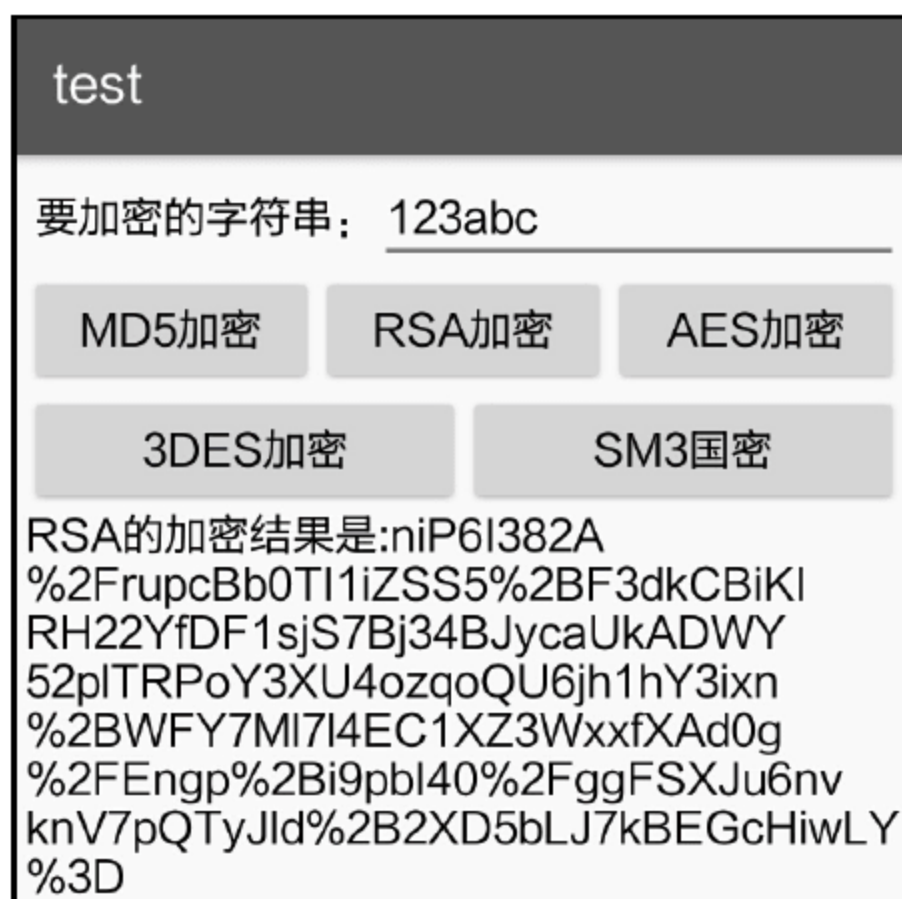 test
要加密的字符串： 123abc
MD5加密 RSA加密 AES加密
3DES加密 SM3国密
RSA的加密结果是:niP6I382A
%2FrupcBb0TI1iZSS5%2BF3dkCBiKI
RH22YfDF1sjS7Bj34BJycaUkADWY
52pITRPoY3XU4ozqoQU6jh1hY3ixn
%2BWFY7MI7I4EC1XZ3WxxfXAd0g
%2FEngp%2Bi9pbI40%2FggFSXJu6nv
knV7pQTyJId%2B2XD5bLJ7kBEGcHiwLY
%3D